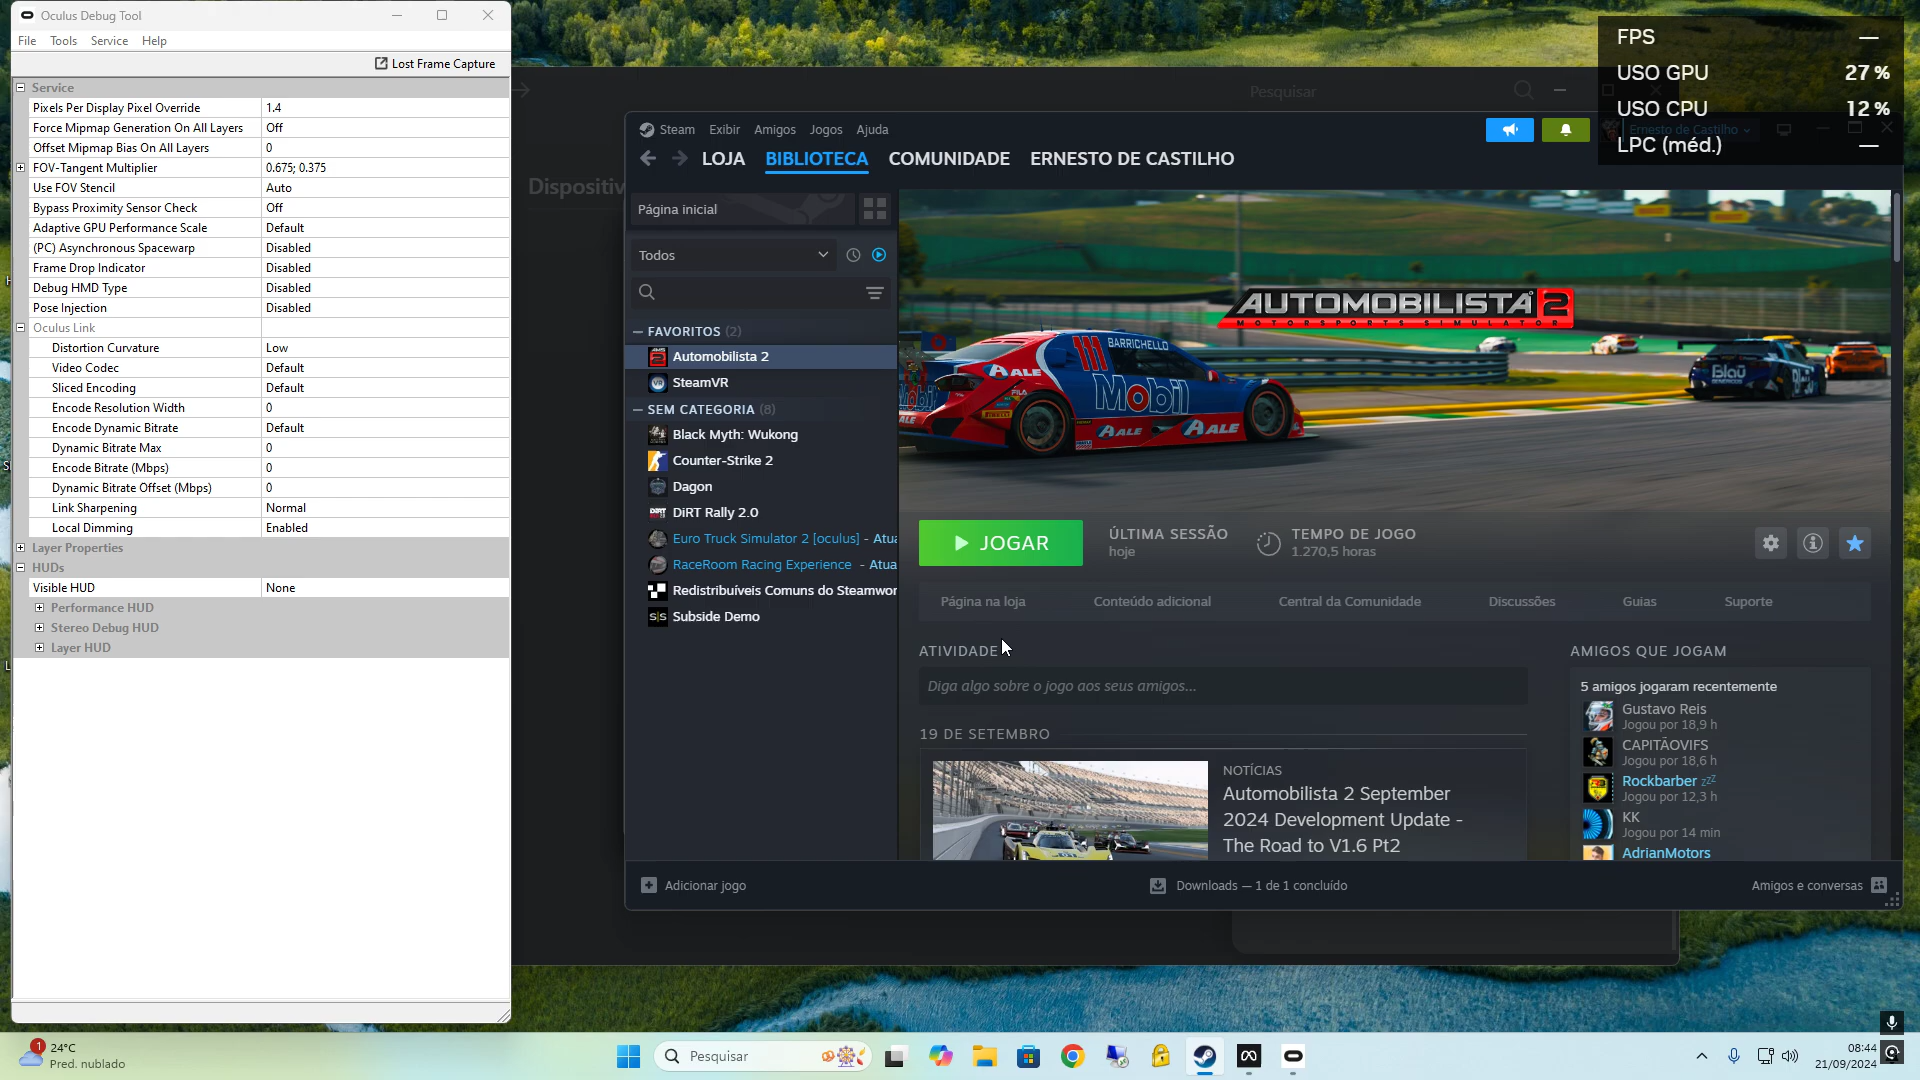 Oculus Debug Tool
File Tools Service Help
Lost Frame Capture
Service
Pixels Per Display Pixel Override 1.4
Force Mipmap Generation On All Layers Off
Offset Mipmap Bias On All Layers 0
FOV-Tangent Multiplier 0.675; 0.375
Use FOV Stencil Auto
Bypass Proximity Sensor Check Off
Adaptive GPU Performance Scale Default
(PC) Asynchronous Spacewarp Disabled
Frame Drop Indicator Disabled
Debug HMD Type Disabled
Pose Injection Disabled
Oculus Link
Distortion Curvature Low
Video Codec Default
Sliced Encoding Default
Encode Resolution Width 0
Encode Dynamic Bitrate Default
Dynamic Bitrate Max 0
Encode Bitrate (Mbps) 0
Dynamic Bitrate Offset (Mbps) 0
Link Sharpening Normal
Local Dimming Enabled
Layer Properties
HUDs
Visible HUD None
Performance HUD
Stereo Debug HUD
Layer HUD
Pesquisar
Dispositiv
FPS —
USO GPU 27 %
USO CPU 12 %
LPC (méd.) —
Steam Exibir Amigos Jogos Ajuda
Ernesto de Castilho
LOJA BIBLIOTECA COMUNIDADE ERNESTO DE CASTILHO
Página inicial
Todos
FAVORITOS (2)
Automobilista 2
SteamVR
SEM CATEGORIA (8)
Black Myth: Wukong
Counter-Strike 2
Dagon
DiRT Rally 2.0
Euro Truck Simulator 2 [oculus] - Atua
RaceRoom Racing Experience - Atua
Redistribuíveis Comuns do Steamwor
Subside Demo
AUTOMOBILISTA 2
MOTORSPORTS SIMULATOR
111 BARRICHELLO
ALE
Mobil
FILA
ALE
ALE
Blaü
JOGAR
ÚLTIMA SESSÃO
hoje
TEMPO DE JOGO
1.270,5 horas
Página na loja Conteúdo adicional Central da Comunidade Discussões Guias Suporte
ATIVIDADE
Diga algo sobre o jogo aos seus amigos...
19 DE SETEMBRO
NOTÍCIAS
Automobilista 2 September
2024 Development Update -
The Road to V1.6 Pt2
AMIGOS QUE JOGAM
5 amigos jogaram recentemente
Gustavo Reis
Jogou por 18,9 h
CAPITÃOVIFS
Jogou por 18,6 h
Rockbarber zZZ
Jogou por 12,3 h
KK
Jogou por 14 min
AdrianMotors
Adicionar jogo
Downloads — 1 de 1 concluído
Amigos e conversas
1
24°C
Pred. nublado
Pesquisar
08:44
21/09/2024